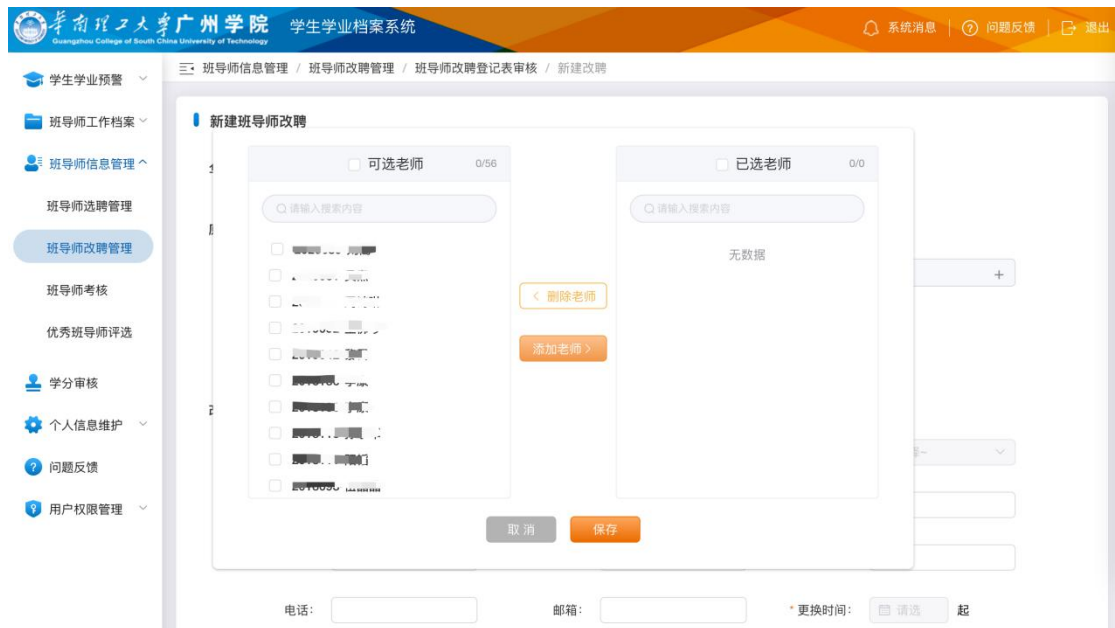 华南理工大学广州学院
Guangzhou College of South China University of Technology
学生学业档案系统
系统消息
问题反馈
退出
班导师信息管理 / 班导师改聘管理 / 班导师改聘登记表审核 / 新建改聘
学生学业预警
班导师工作档案
班导师信息管理
班导师选聘管理
班导师改聘管理
班导师考核
优秀班导师评选
学分审核
个人信息维护
问题反馈
用户权限管理
新建班导师改聘
可选老师 0/56
请输入搜索内容
< 删除老师
添加老师 >
已选老师 0/0
请输入搜索内容
无数据
取消
保存
电话:
邮箱:
* 更换时间: 请选 起